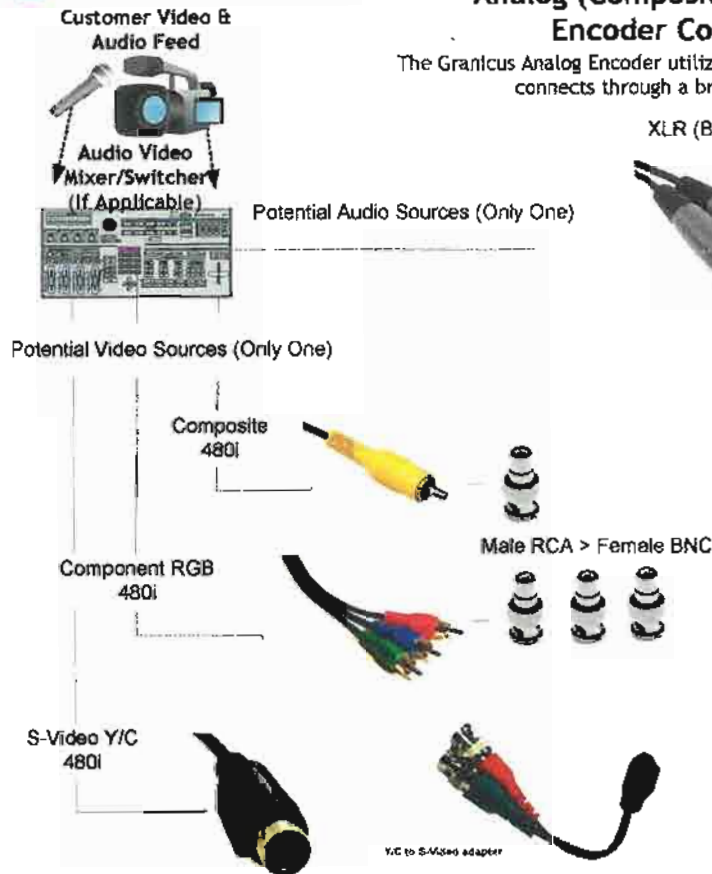 Customer Video &
Audio Feed
Analog (Composi
Encoder Co
The Granicus Analog Encoder utiliz
connects through a br
XLR (B
Audio Video
Mixer/Switcher
(If Applicable)
Potential Audio Sources (Only One)
Potential Video Sources (Only One)
Composite
480i
Male RCA > Female BNC
Component RGB
480i
S-Video Y/C
480i
Y/C to S-Video adapter